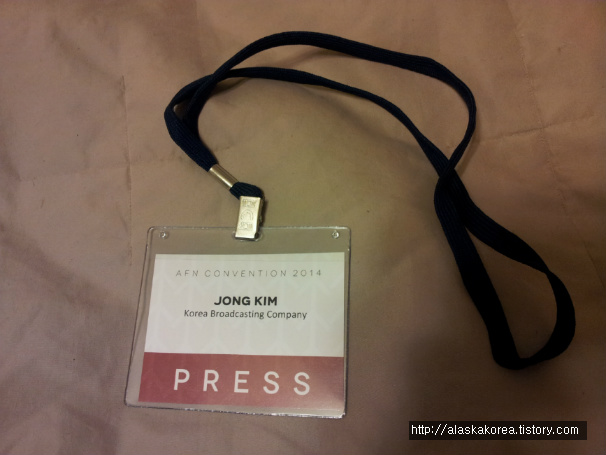 AFN CONVENTION 2014
JONG KIM
Korea Broadcasting Company
PRESS
http://alaskakorea.tistory.com